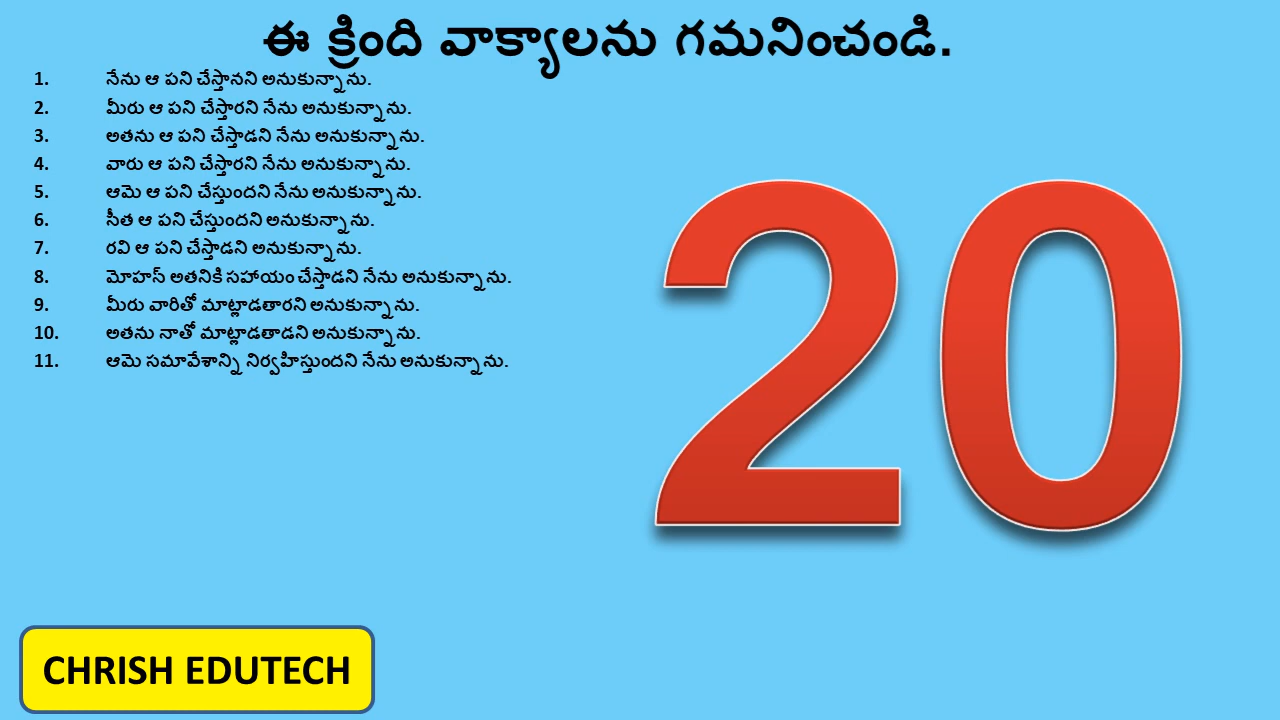 ఈ క్రింది వాక్యాలను గమనించండి.
1. నేను ఆ పని చేస్తానని అనుకున్నాను.
2. మీరు ఆ పని చేస్తారని నేను అనుకున్నాను.
3. అతను ఆ పని చేస్తాడని నేను అనుకున్నాను.
4. వారు ఆ పని చేస్తారని నేను అనుకున్నాను.
5. ఆమె ఆ పని చేస్తుందని నేను అనుకున్నాను.
6. సీత ఆ పని చేస్తుందని అనుకున్నాను.
7. రవి ఆ పని చేస్తాడని అనుకున్నాను.
8. మోహస్ అతనికి సహాయం చేస్తాడని నేను అనుకున్నాను.
9. మీరు వారితో మాట్లాడతారని అనుకున్నాను.
10. అతను నాతో మాట్లాడతాడని అనుకున్నాను.
11. ఆమె సమావేశాన్ని నిర్వహిస్తుందని నేను అనుకున్నాను.
20
CHRISH EDUTECH